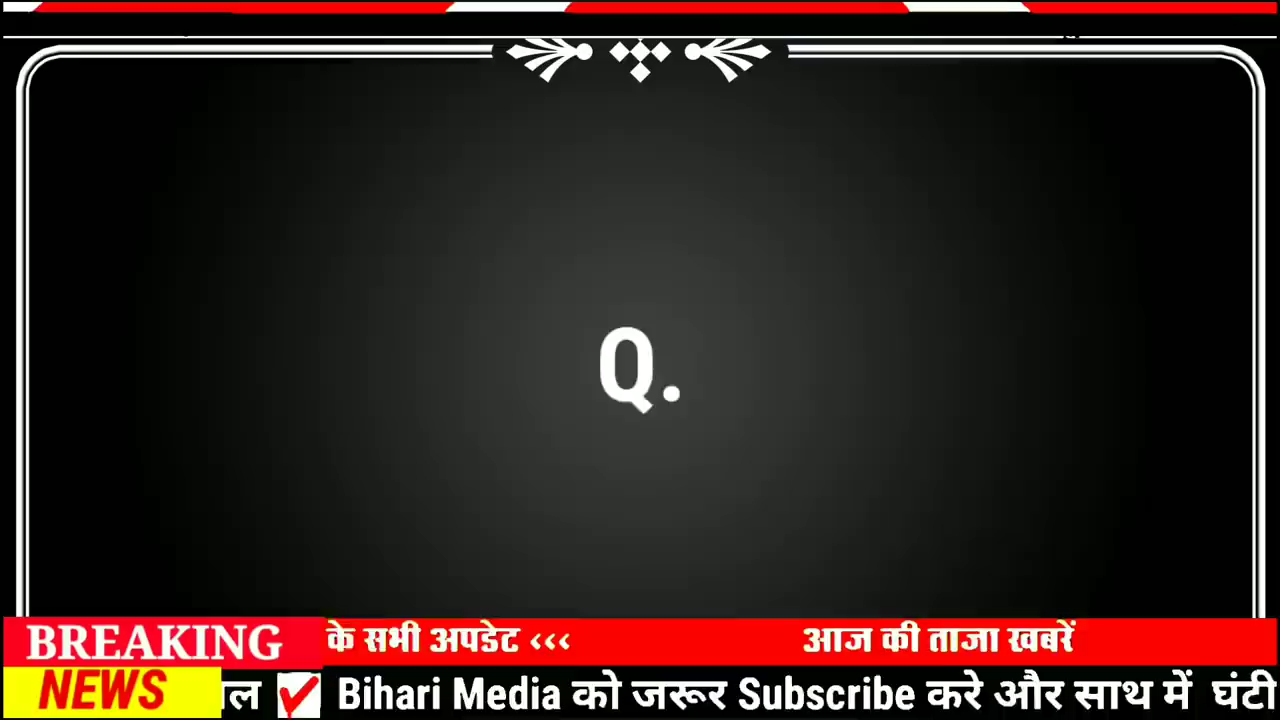 Q.
BREAKING
के सभी अपडेट <<< आज की ताजा खबरें
NEWS
Bihari Media को जरूर Subscribe करे और साथ में घंटी